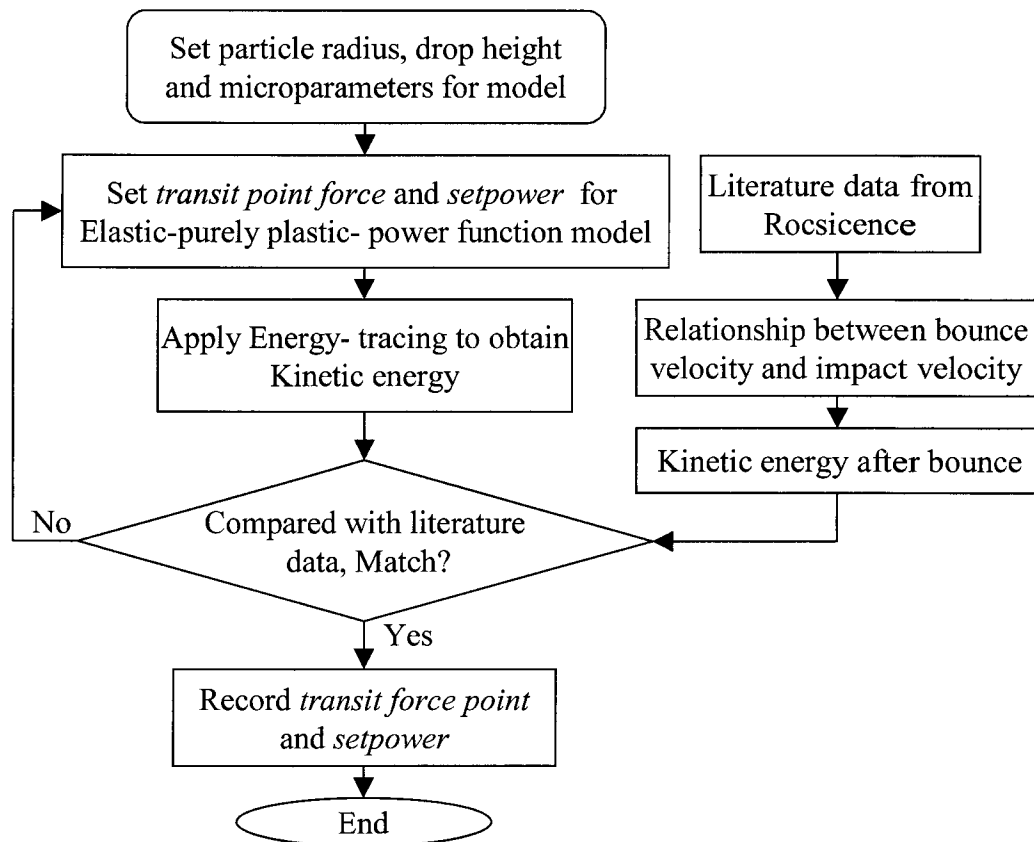 Set particle radius, drop height
and microparameters for model
Set transit point force and setpower for
Elastic-purely plastic- power function model
Apply Energy- tracing to obtain
Kinetic energy
Literature data from
Rocsicence
Relationship between bounce
velocity and impact velocity
Kinetic energy after bounce
No
Compared with literature
data, Match?
Yes
Record transit force point
and setpower
End